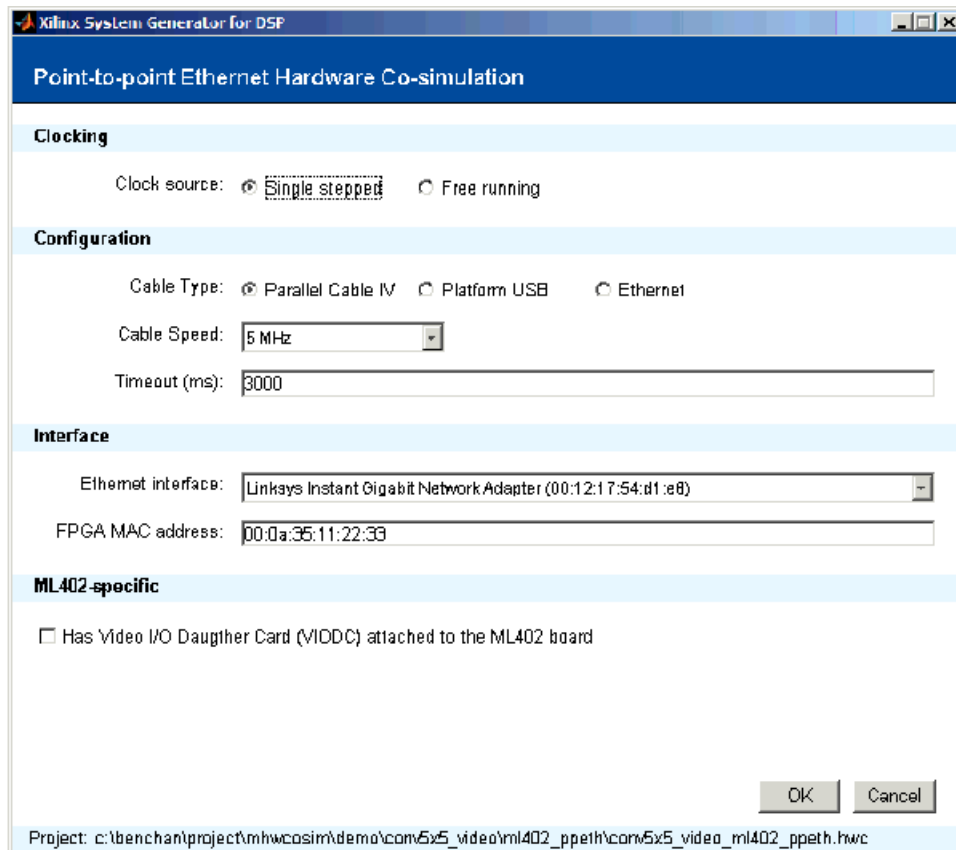 Xilinx System Generator for DSP
Point-to-point Ethernet Hardware Co-simulation
Clocking
Clock source: Single stepped Free running
Configuration
Cable Type: Parallel Cable IV Platform USB Ethernet
Cable Speed: 5 MHz
Timeout (ms): 3000
Interface
Ethernet interface: Linksys Instant Gigabit Network Adapter (00:12:17:54:d1:e8)
FPGA MAC address: 00:0a:35:11:22:33
ML402-specific
Has Video I/O Daugther Card (VIODC) attached to the ML402 board
OK Cancel
Project: c:\benchan\project\mhwcosim\demo\conv5x5_video\ml402_ppeth\conv5x5_video_ml402_ppeth.hwc